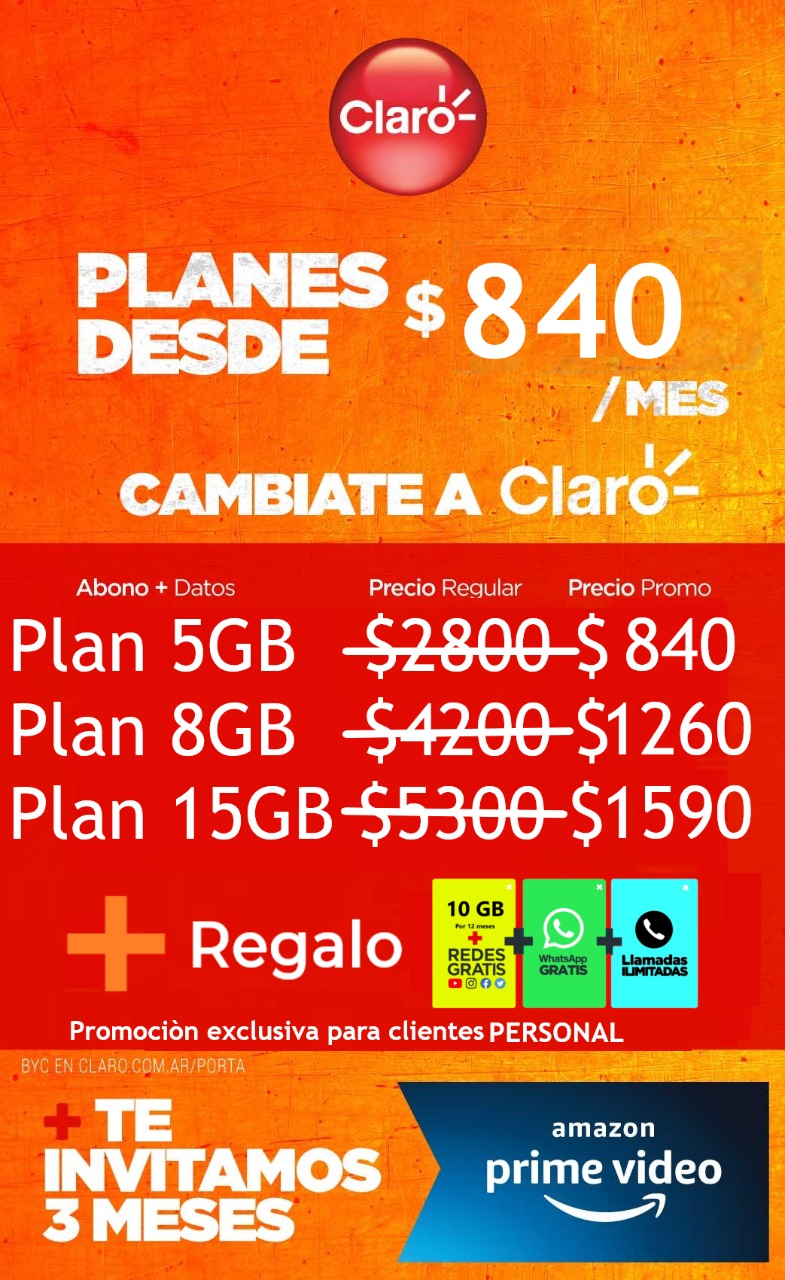 Claro
PLANES
DESDE
$ 840
/MES
CAMBIATE A Claro
Abono + Datos Precio Regular Precio Promo
Plan 5GB $2800 $ 840
Plan 8GB $4200 $1260
Plan 15GB $5300 $1590
+ Regalo
10 GB
Por 12 meses
+
REDES
GRATIS
+
WhatsApp
GRATIS
+
Llamadas
ILIMITADAS
Promociòn exclusiva para clientes PERSONAL
BYC EN CLARO.COM.AR/PORTA
+ TE
INVITAMOS
3 MESES
amazon
prime video